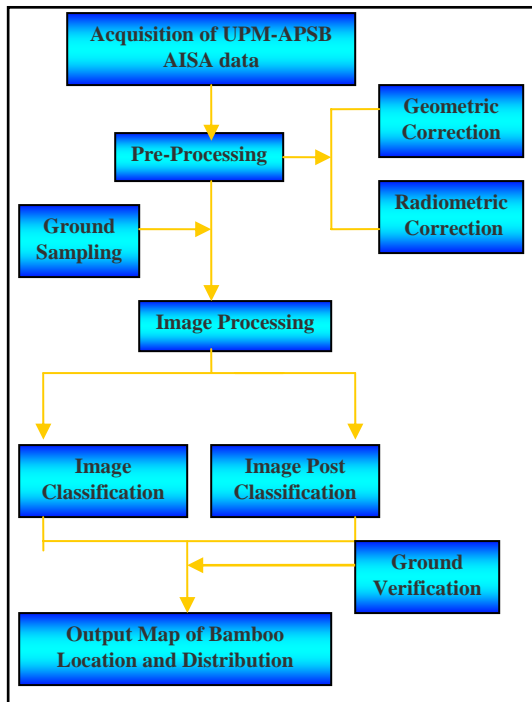 Acquisition of UPM-APSB
AISA data
Geometric
Correction
Pre-Processing
Radiometric
Correction
Ground
Sampling
Image Processing
Image
Classification
Image Post
Classification
Ground
Verification
Output Map of Bamboo
Location and Distribution